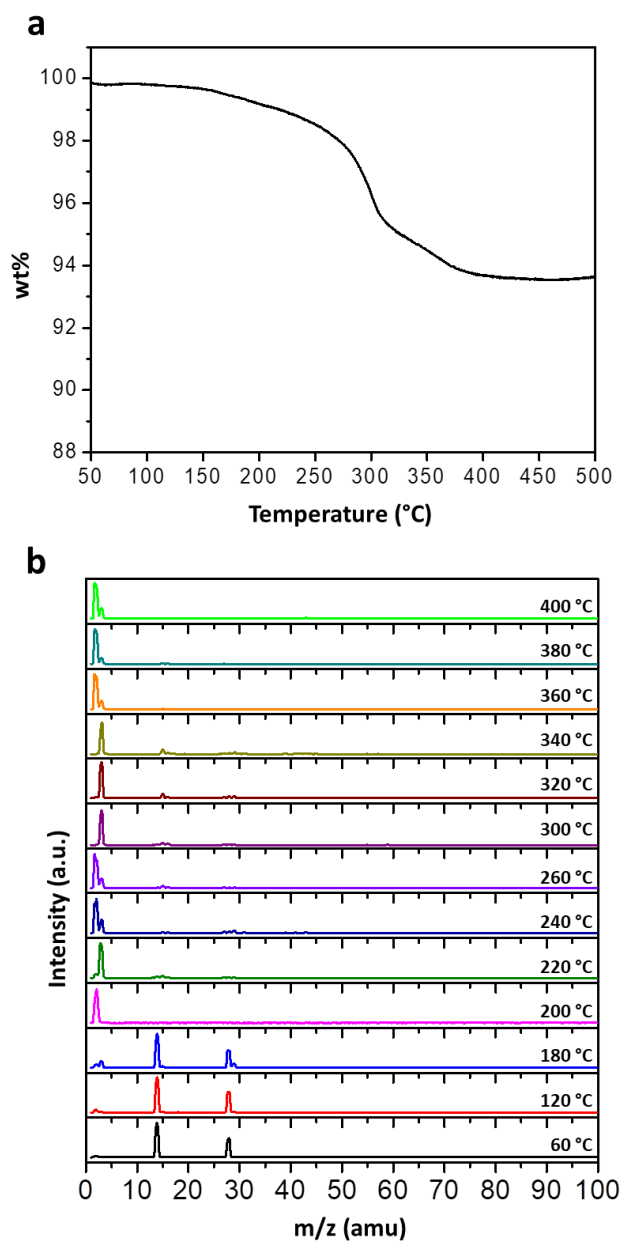 a
100
98
96
94
92
90
88
wt%
50 100 150 200 250 300 350 400 450 500
Temperature (°C)
b
400 °C
380 °C
360 °C
340 °C
320 °C
300 °C
260 °C
240 °C
220 °C
200 °C
180 °C
120 °C
60 °C
Intensity (a.u.)
0 10 20 30 40 50 60 70 80 90 100
m/z (amu)